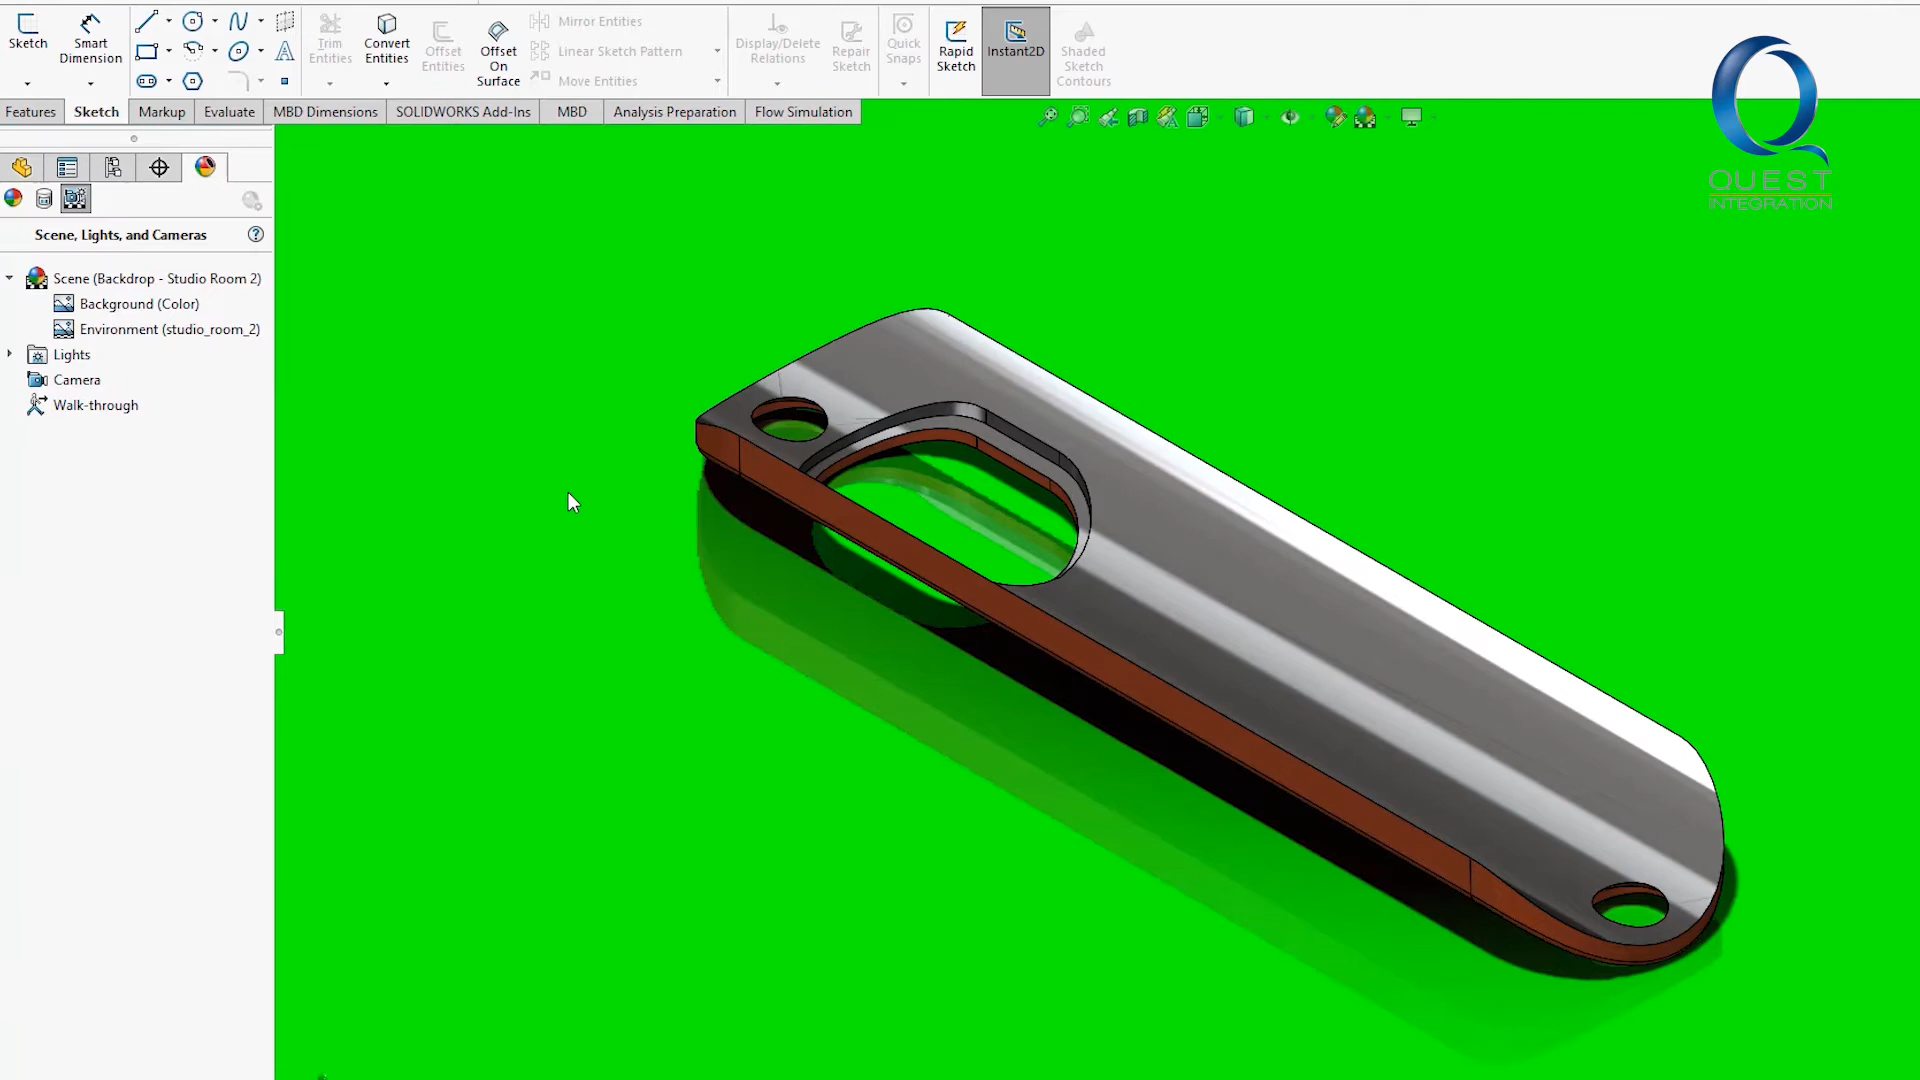 Sketch
Smart
Dimension
Trim
Entities
Convert
Entities
Offset
Entities
Offset
On
Surface
Mirror Entities
Linear Sketch Pattern
Move Entities
Display/Delete
Relations
Repair
Sketch
Quick
Snaps
Rapid
Sketch
Instant2D
Shaded
Sketch
Contours
Features
Sketch
Markup
Evaluate
MBD Dimensions
SOLIDWORKS Add-Ins
MBD
Analysis Preparation
Flow Simulation
QUEST
INTEGRATION
Scene, Lights, and Cameras
Scene (Backdrop - Studio Room 2)
Background (Color)
Environment (studio_room_2)
Lights
Camera
Walk-through